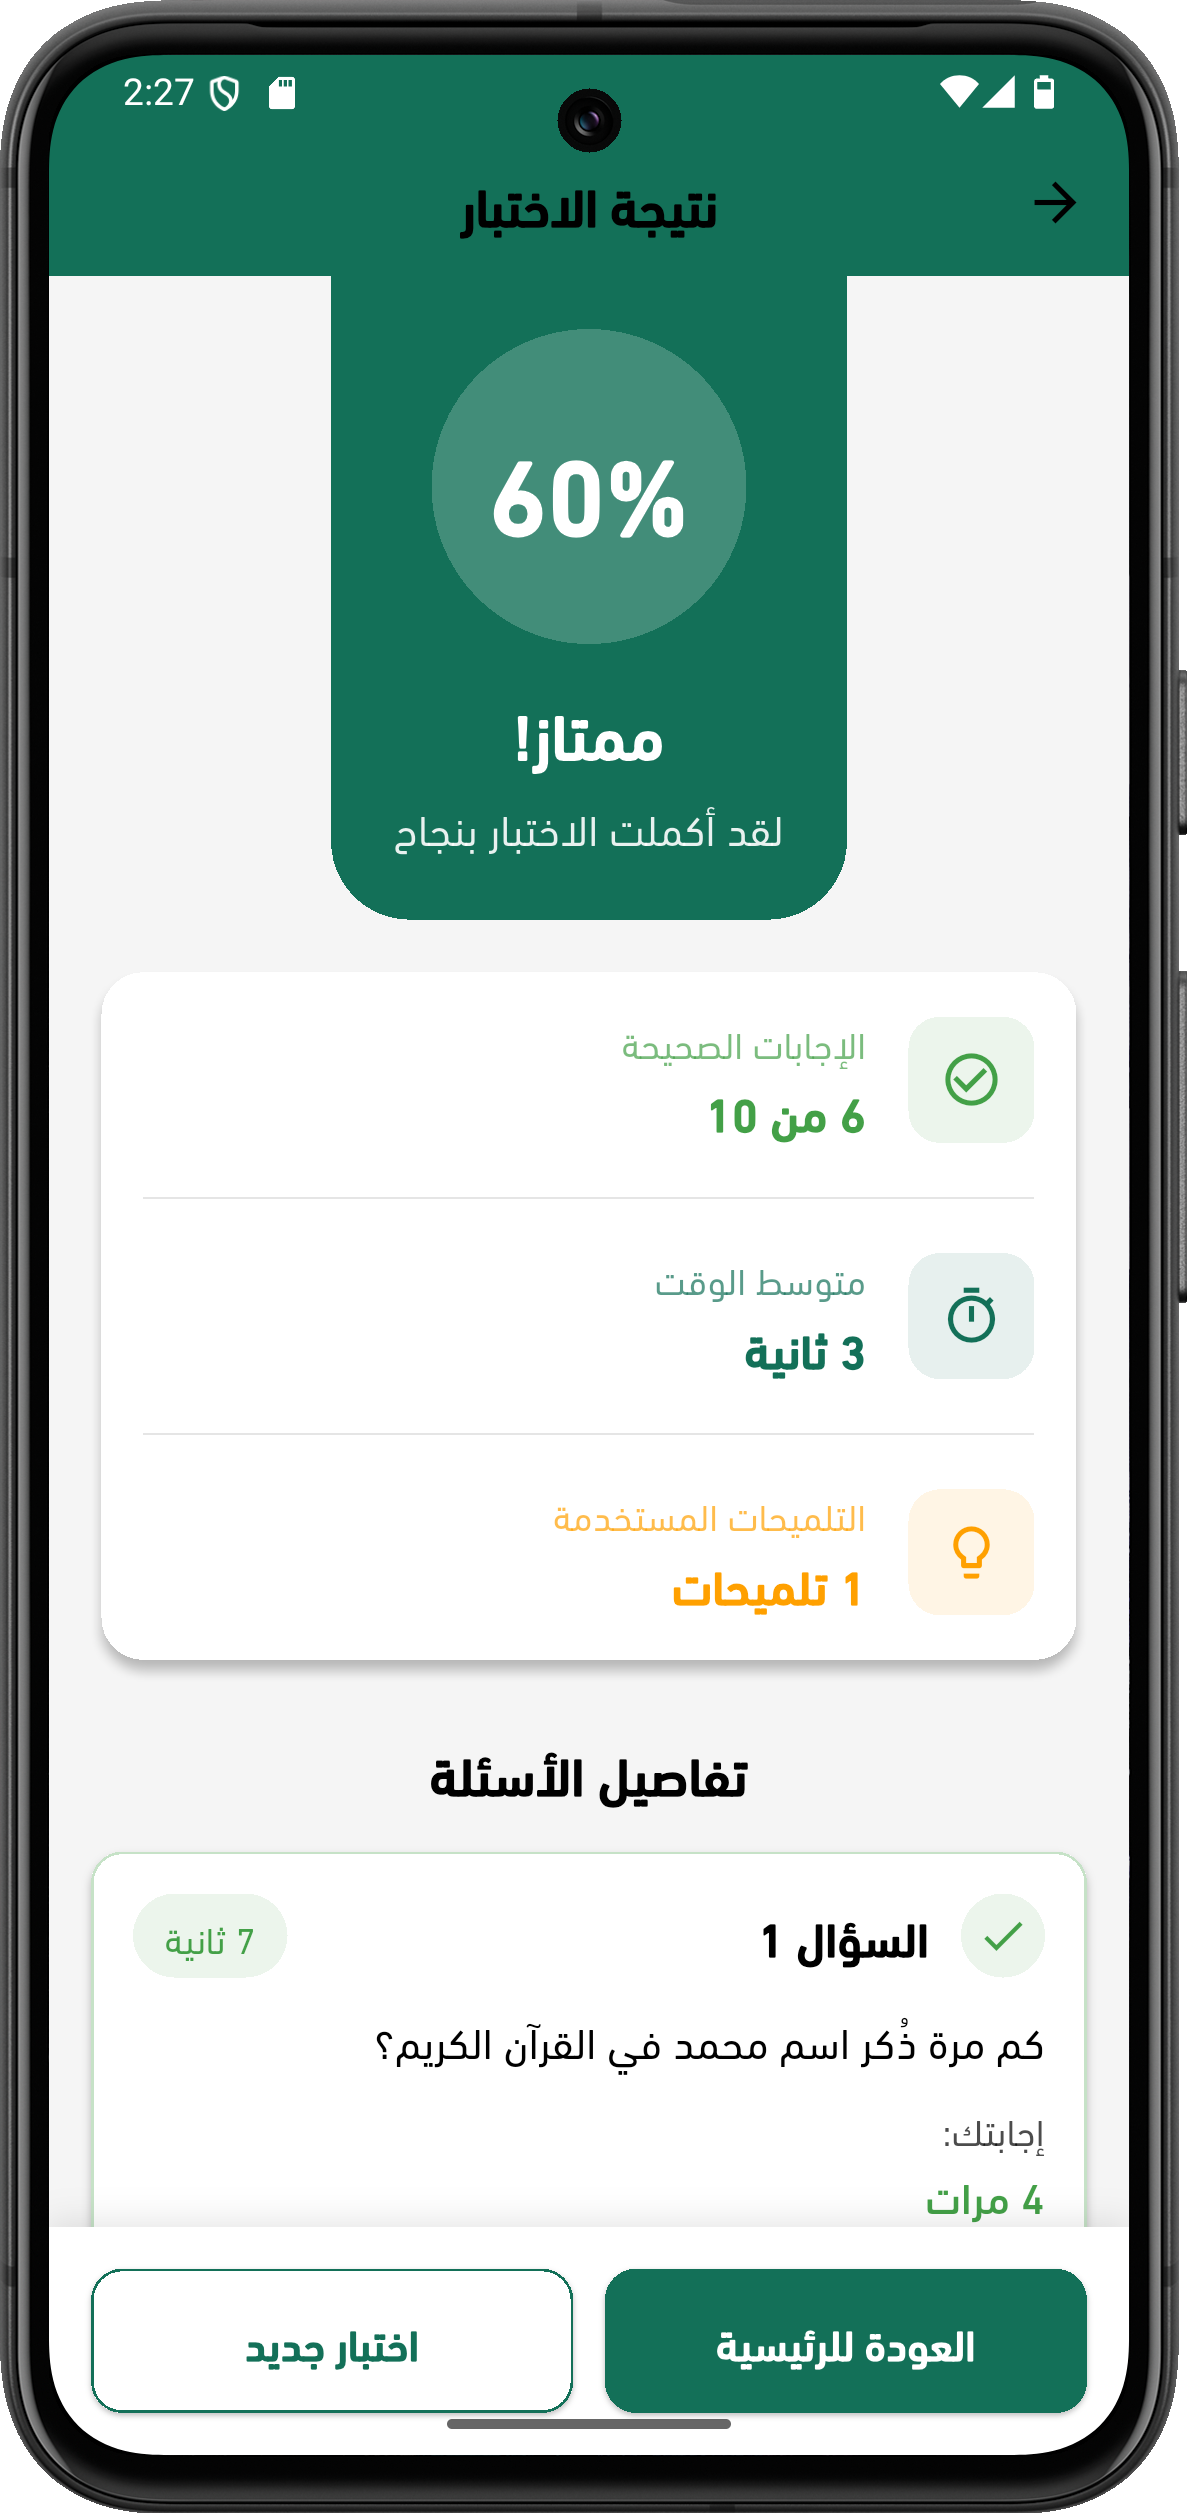 2:27
نتيجة الاختبار
60%
ممتاز!
لقد أكملت الاختبار بنجاح
الإجابات الصحيحة
6 من 10
متوسط الوقت
3 ثانية
التلميحات المستخدمة
1 تلميحات
تفاصيل الأسئلة
السؤال 1
7 ثانية
كم مرة ذُكر اسم محمد في القرآن الكريم؟
إجابتك:
4 مرات
العودة للرئيسية
اختبار جديد